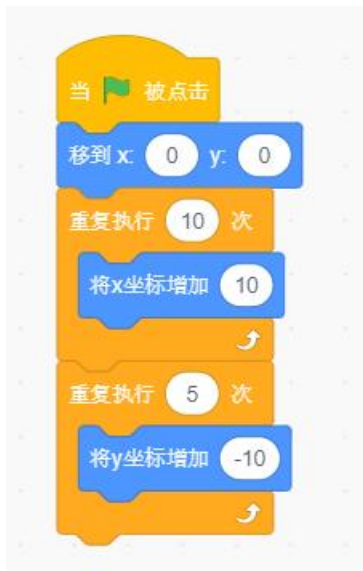 当 被点击
移到 x: 0 y: 0
重复执行 10 次
将x坐标增加 10
重复执行 5 次
将y坐标增加 -10